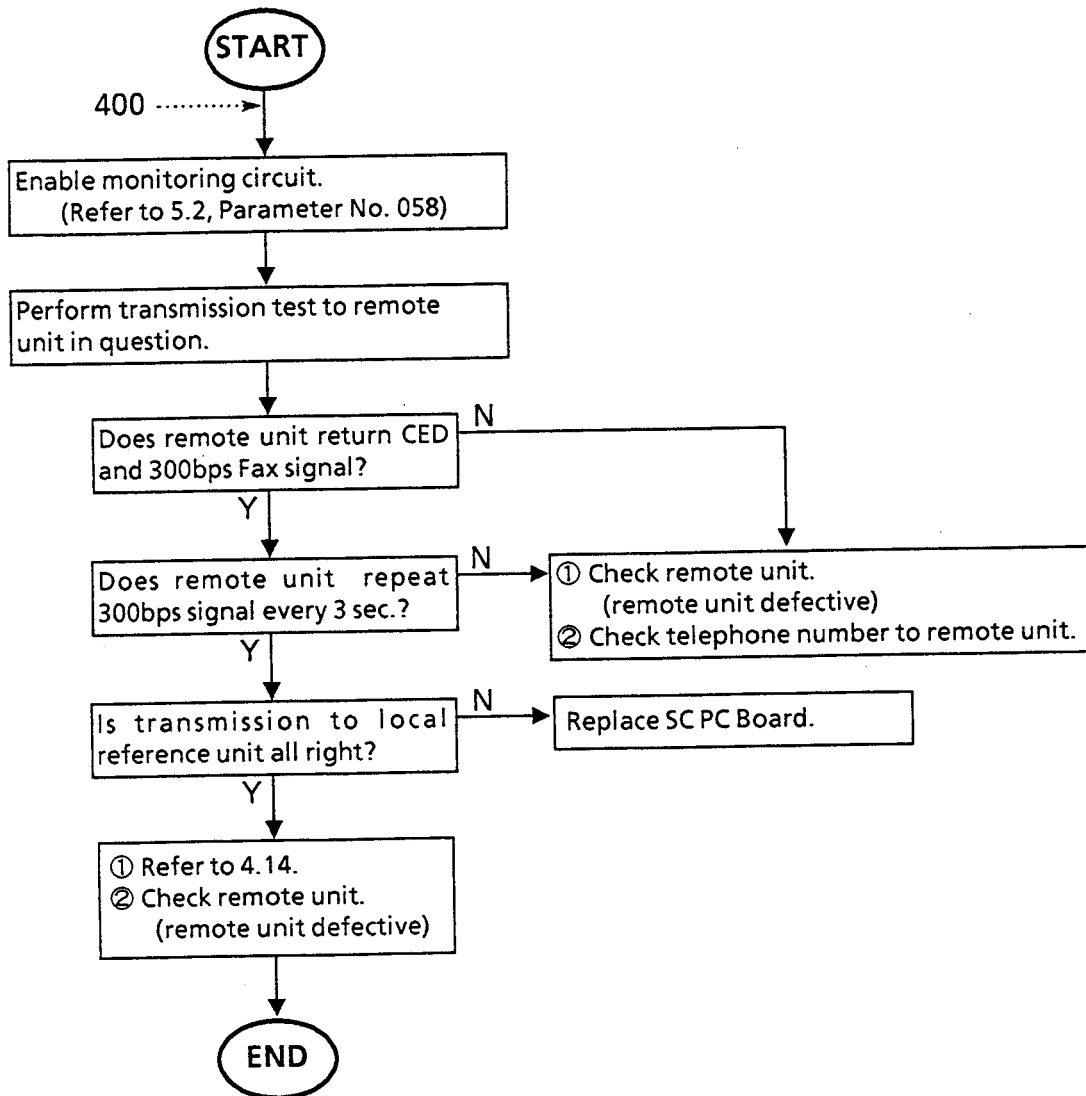 START
400
Enable monitoring circuit.
(Refer to 5.2, Parameter No. 058)
Perform transmission test to remote
unit in question.
Does remote unit return CED
and 300bps Fax signal?
N
Y
Does remote unit repeat
300bps signal every 3 sec.?
N
Y
① Check remote unit.
(remote unit defective)
② Check telephone number to remote unit.
Is transmission to local
reference unit all right?
N
Y
Replace SC PC Board.
① Refer to 4.14.
② Check remote unit.
(remote unit defective)
END